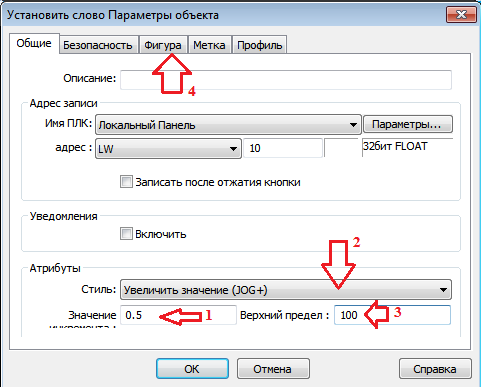 Установить слово Параметры объекта
Общие Безопасность Фигура Метка Профиль
Описание:
4
Адрес записи
Имя ПЛК: Локальный Панель Параметры...
адрес: LW 10 32бит FLOAT
Записать после отжатия кнопки
Уведомления
Включить
2
Атрибуты
Стиль: Увеличить значение (JOG+)
Значение 0.5 1 Верхний предел : 100 3
инкремента :
ОК Отмена Справка